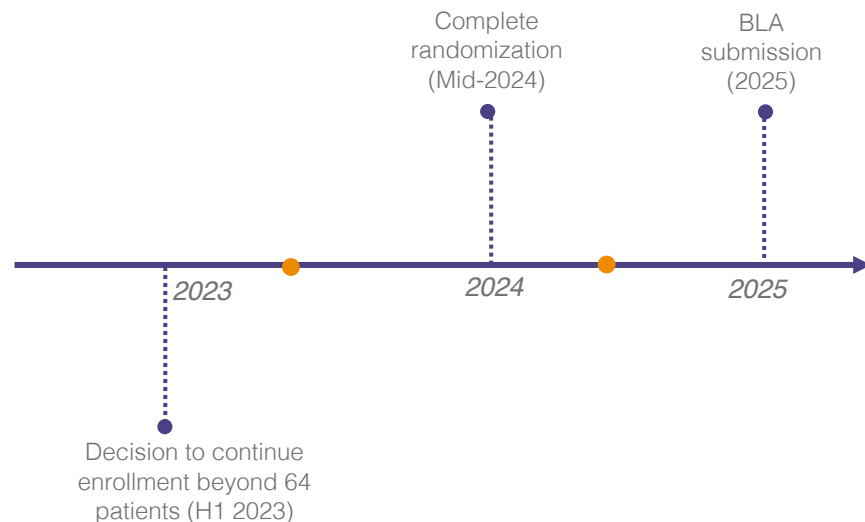 Complete
randomization
(Mid-2024)
BLA
submission
(2025)
2023
2024
2025
Decision to continue
enrollment beyond 64
patients (H1 2023)